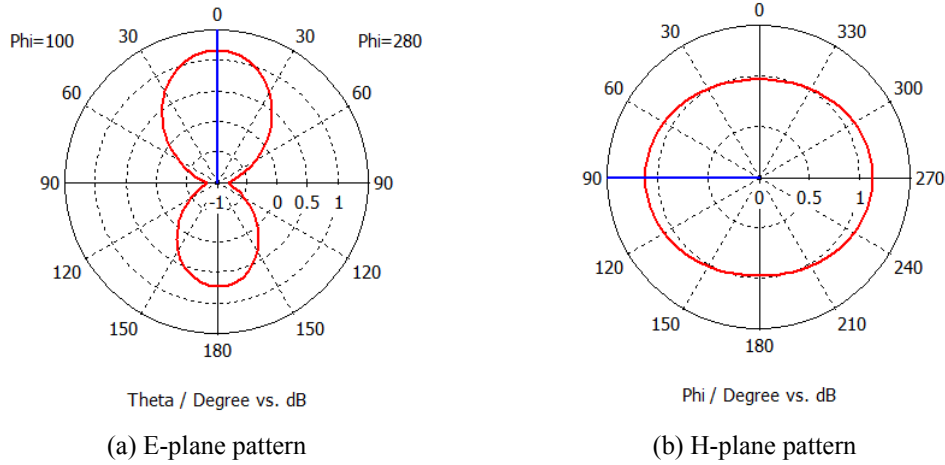 0
Phi=100 30 30 Phi=280
60 60
90 -1 0 0.5 1 90
120 120
150 150
180
Theta / Degree vs. dB
(a) E-plane pattern
0
30 330
60 300
90 0 0.5 1 270
120 240
150 210
180
Phi / Degree vs. dB
(b) H-plane pattern